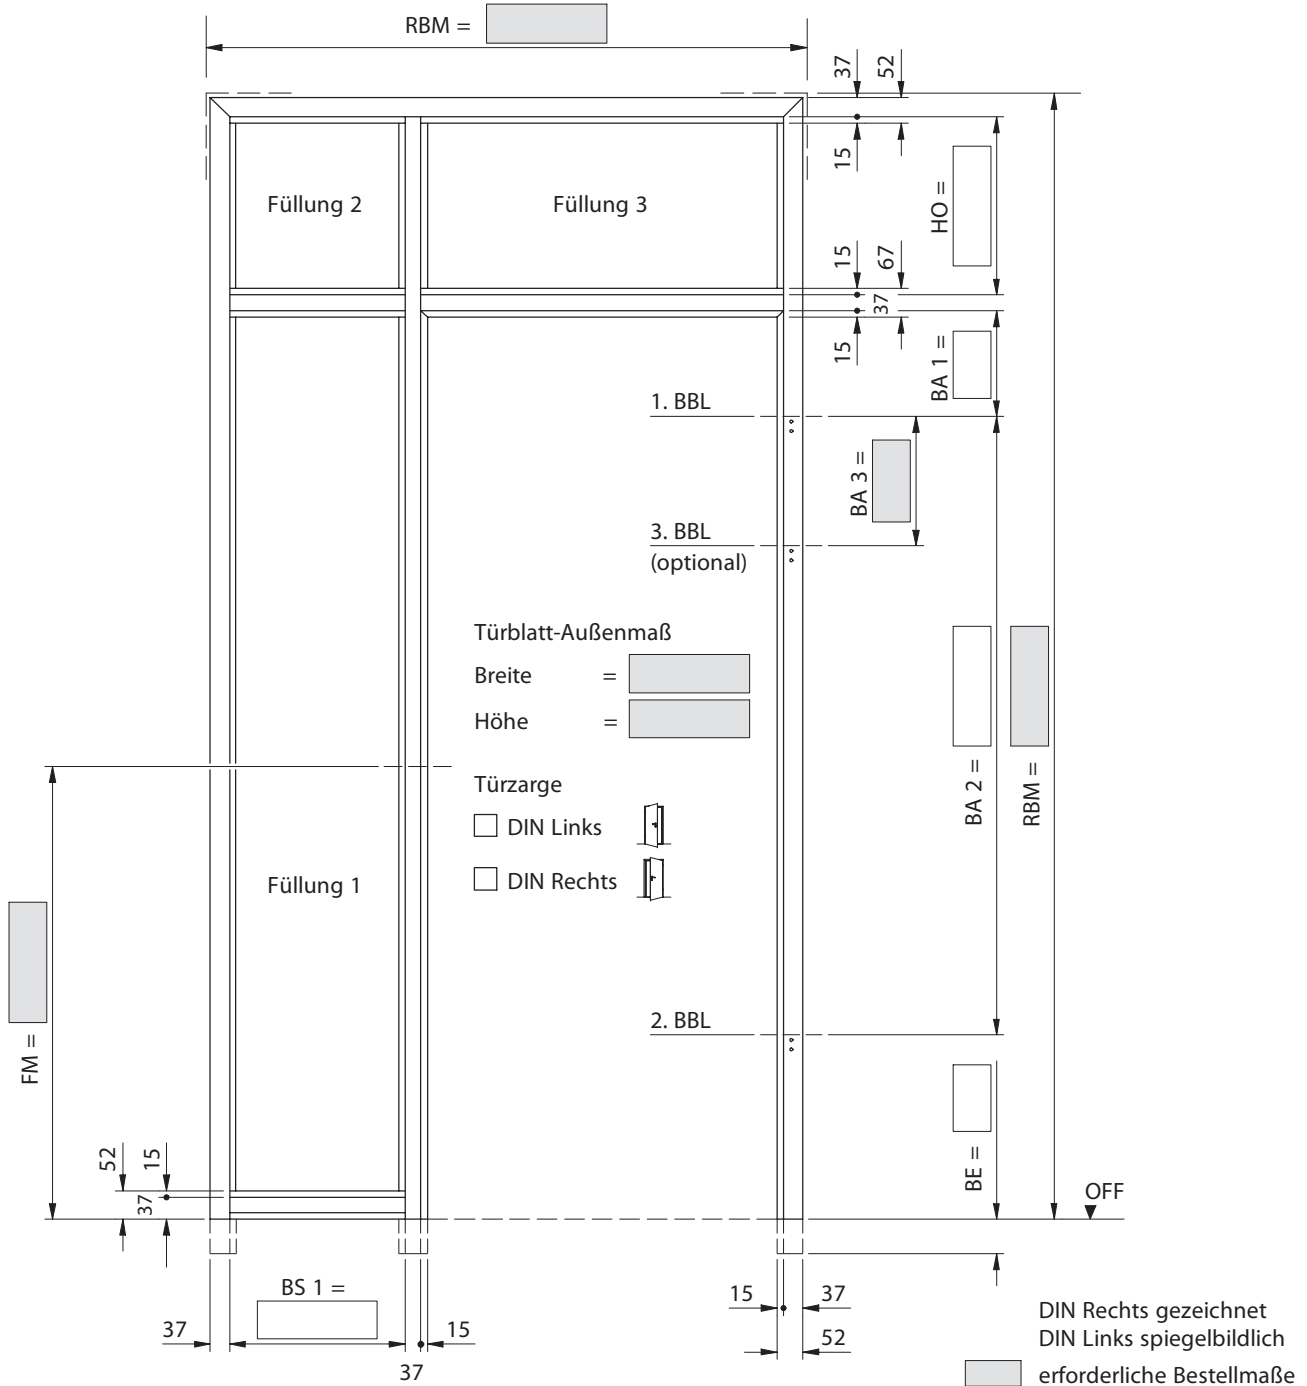 RBM =
37
52
15
HO =
Füllung 2
Füllung 3
15
67
37
15
BA 1 =
1. BBL
BA 3 =
3. BBL
(optional)
Türblatt-Außenmaß
Breite =
Höhe =
BA 2 =
RBM =
Türzarge
DIN Links
DIN Rechts
Füllung 1
FM =
2. BBL
BE =
52
15
37
OFF
BS 1 =
37
15
37
15
37
52
DIN Rechts gezeichnet
DIN Links spiegelbildlich
erforderliche Bestellmaße